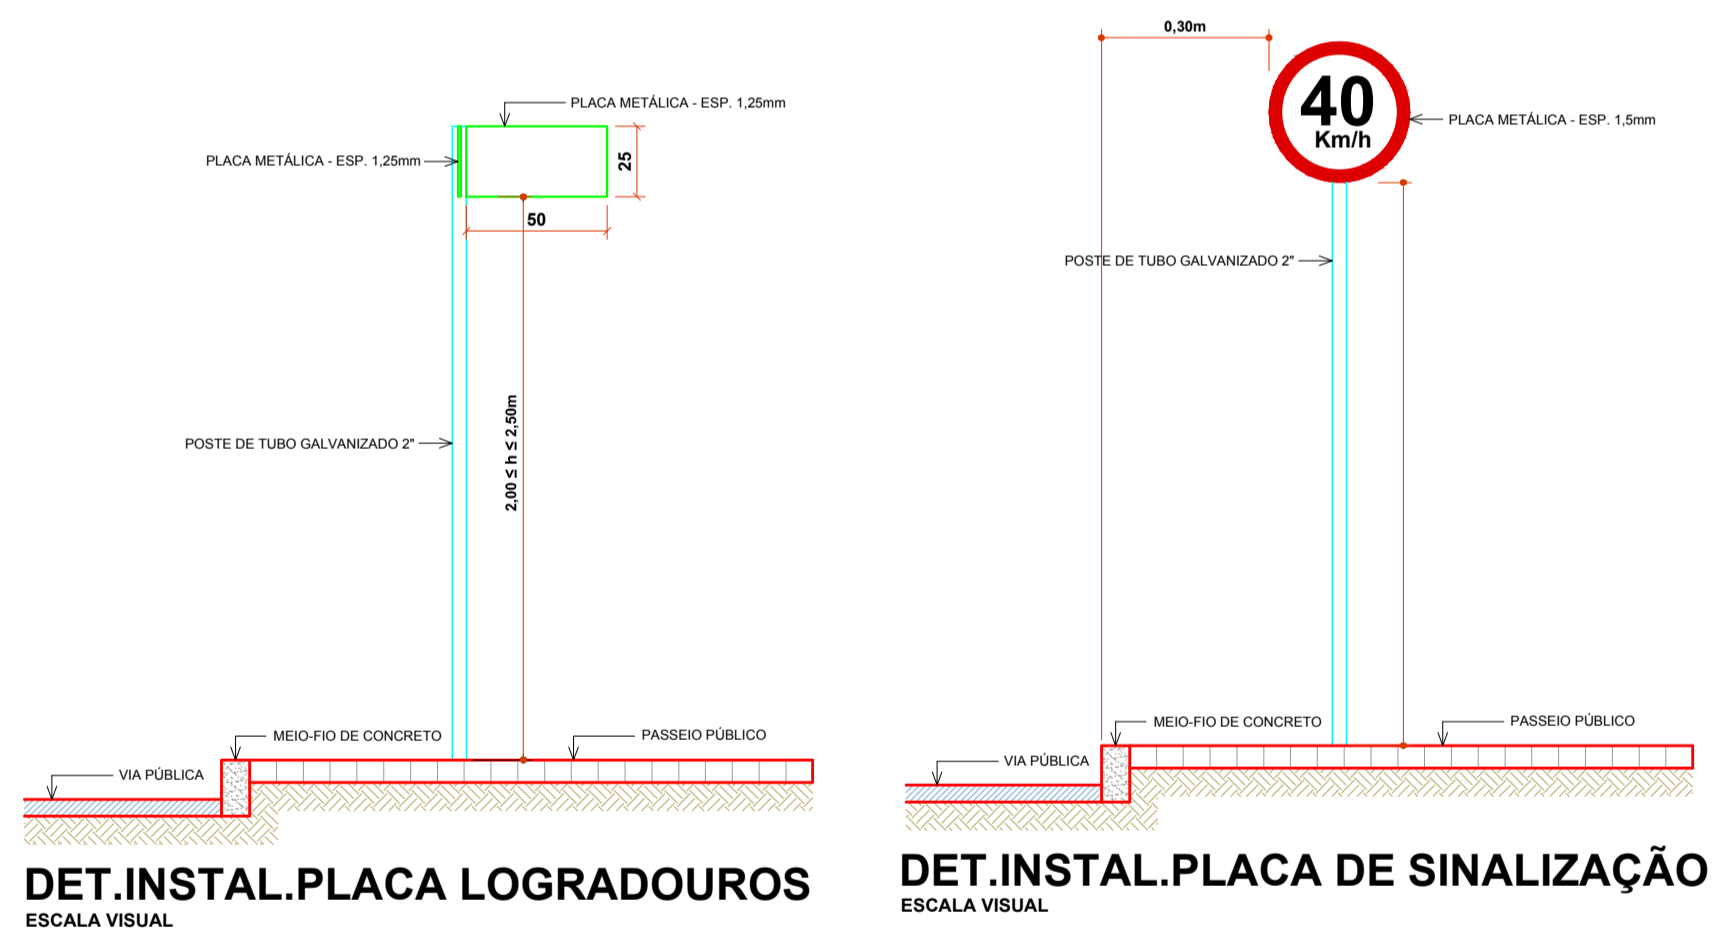 PLACA METÁLICA - ESP. 1,25mm
PLACA METÁLICA - ESP. 1,25mm
25
50
POSTE DE TUBO GALVANIZADO 2"
2,00 ≤ h ≤ 2,50m
MEIO-FIO DE CONCRETO
PASSEIO PÚBLICO
VIA PÚBLICA
DET.INSTAL.PLACA LOGRADOUROS
ESCALA VISUAL
0,30m
40
Km/h
PLACA METÁLICA - ESP. 1,5mm
POSTE DE TUBO GALVANIZADO 2"
MEIO-FIO DE CONCRETO
PASSEIO PÚBLICO
VIA PÚBLICA
DET.INSTAL.PLACA DE SINALIZAÇÃO
ESCALA VISUAL